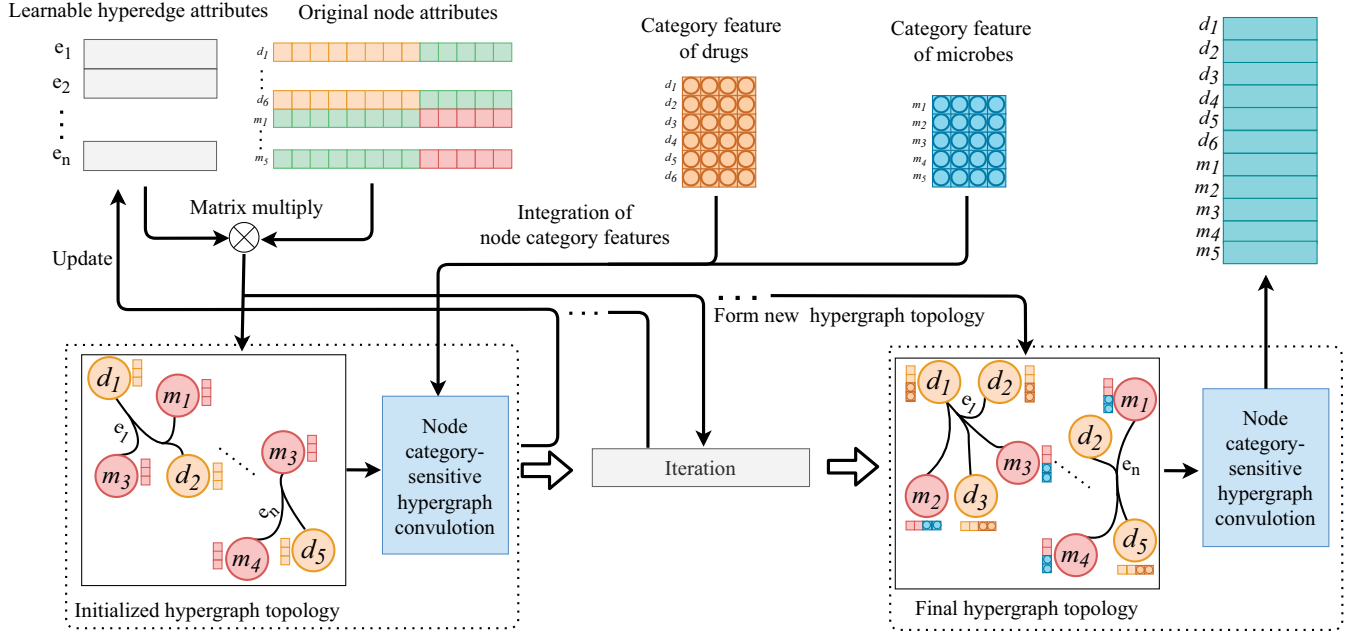 Learnable hyperedge attributes
Original node attributes
Category feature
of drugs
Category feature
of microbes
e1
e2
en
d1
d6
m1
m5
d1
d2
d3
d4
d5
d6
m1
m2
m3
m4
m5
d1
d2
d3
d4
d5
d6
m1
m2
m3
m4
m5
Matrix multiply
Update
Integration of
node category features
Form new hypergraph topology
d1
m1
e1
m3
d2
m3
en
m4
d5
Initialized hypergraph topology
Node
category-
sensitive
hypergraph
convulotion
Iteration
d1
d2
e1
m3
m2
d3
m1
d2
en
m4
d5
Final hypergraph topology
Node
category-
sensitive
hypergraph
convulotion